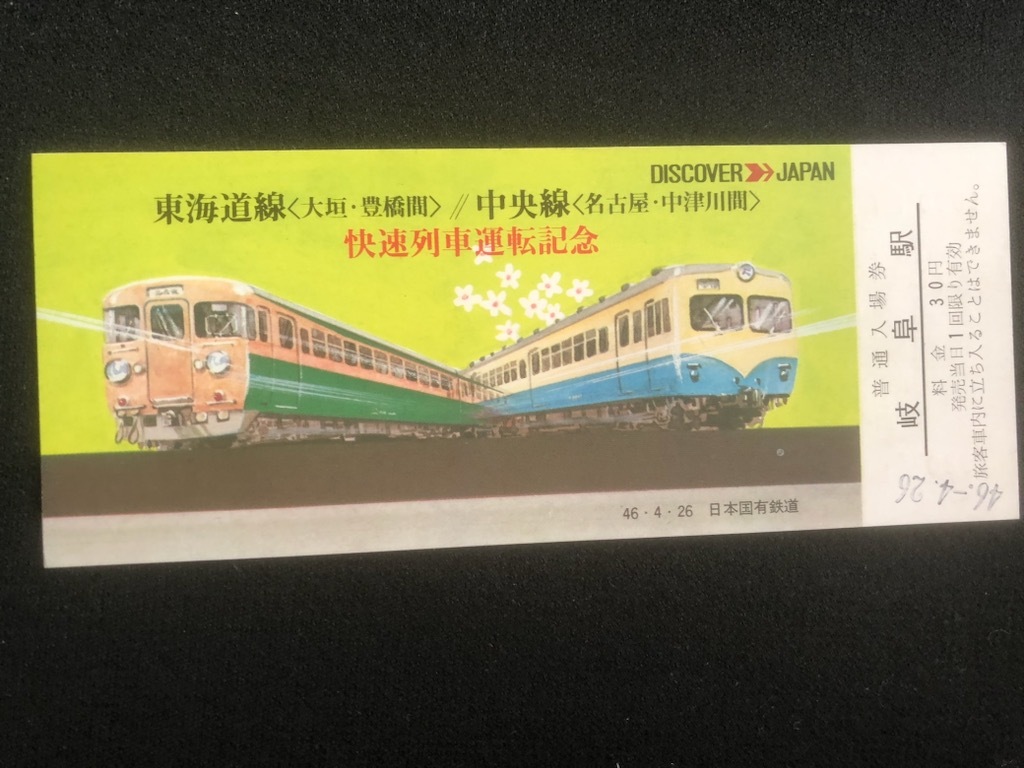 DISCOVER JAPAN
東海道線〈大垣・豊橋間〉//中央線〈名古屋・中津川間〉
快速列車運転記念
46・4・26 日本国有鉄道
普通入場券
岐阜駅
料金 30円
発売当日1回限り有効
旅客車内に立ち入ることはできません。
46.-4.26